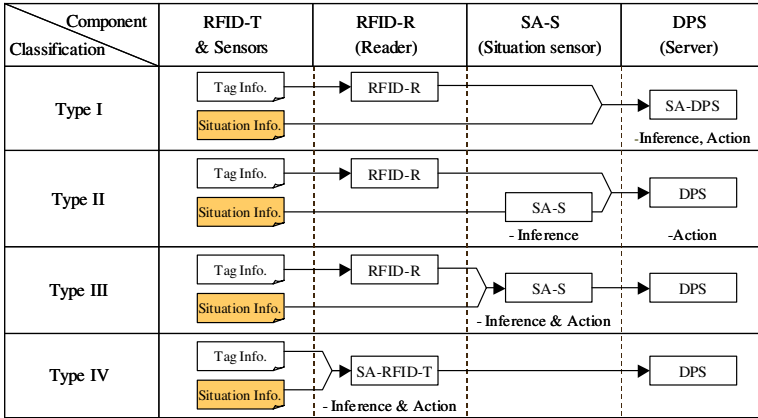 Component
Classification
RFID-T
& Sensors
RFID-R
(Reader)
SA-S
(Situation sensor)
DPS
(Server)
Type I
Tag Info.
RFID-R
Situation Info.
SA-DPS
-Inference, Action
Type II
Tag Info.
RFID-R
Situation Info.
SA-S
DPS
- Inference
-Action
Type III
Tag Info.
RFID-R
Situation Info.
SA-S
DPS
- Inference & Action
Type IV
Tag Info.
Situation Info.
SA-RFID-T
DPS
- Inference & Action